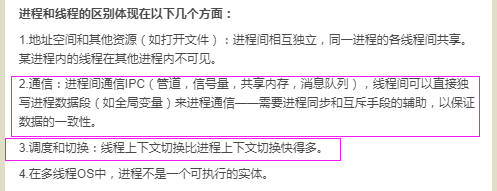 进程和线程的区别体现在以下几个方面：
1.地址空间和其他资源（如打开文件）：进程间相互独立，同一进程的各线程间共享。
某进程内的线程在其他进程内不可见。
2.通信：进程间通信IPC（管道，信号量，共享内存，消息队列），线程间可以直接独
写进程数据段（如全局变量）来进程通信——需要进程同步和互斥手段的辅助，以保证
数据的一致性。
3.调度和切换：线程上下文切换比进程上下文切换快得多。
4.在多线程OS中，进程不是一个可执行的实体。